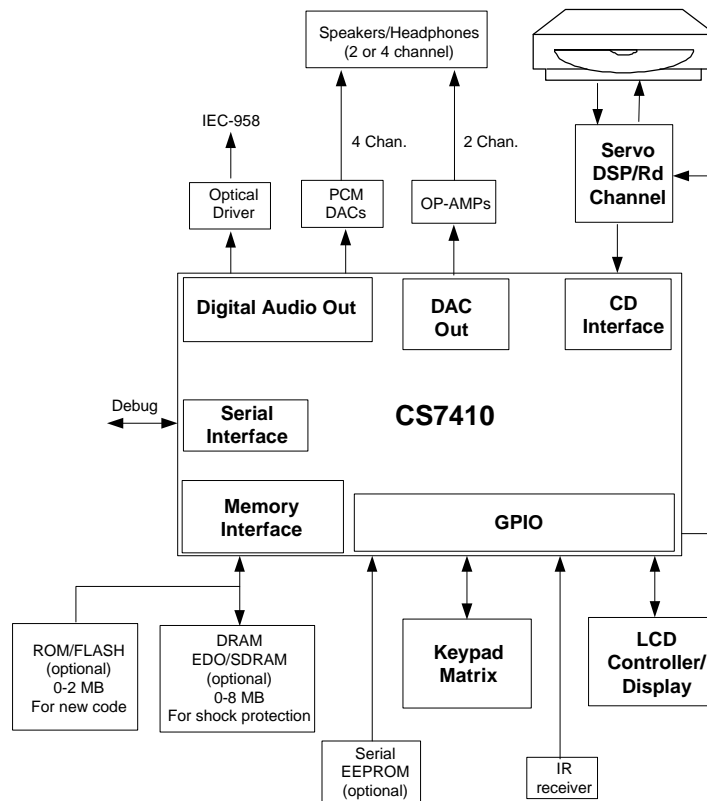 Speakers/Headphones
(2 or 4 channel)
IEC-958
4 Chan.
2 Chan.
Servo
DSP/Rd
Channel
Optical
Driver
PCM
DACs
OP-AMPs
Digital Audio Out
DAC
Out
CD
Interface
Debug
Serial
Interface
CS7410
Memory
Interface
GPIO
ROM/FLASH
(optional)
0-2 MB
For new code
DRAM
EDO/SDRAM
(optional)
0-8 MB
For shock protection
Keypad
Matrix
LCD
Controller/
Display
Serial
EEPROM
(optional)
IR
receiver